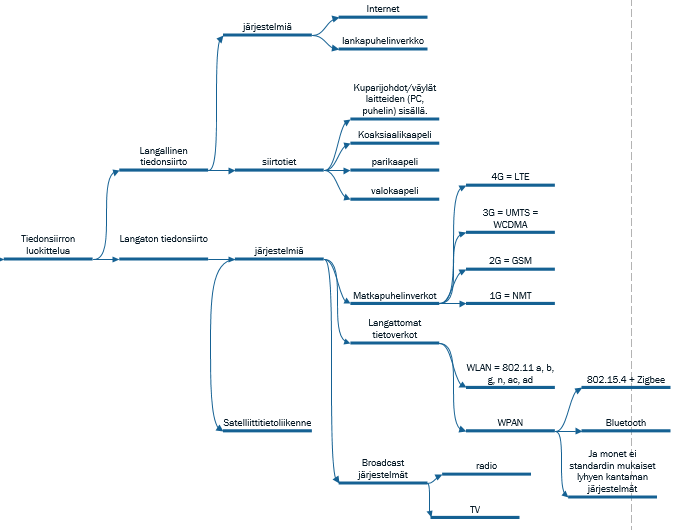 Tiedonsiirron
luokittelua
Langallinen
tiedonsiirto
järjestelmiä
Internet
lankapuhelinverkko
siirtotiet
Kuparijohdot/väylät
laitteiden (PC,
puhelin) sisällä.
Koaksiaalikaapeli
parikaapeli
valokaapeli
Langaton tiedonsiirto
järjestelmiä
Matkapuhelinverkot
4G = LTE
3G = UMTS =
WCDMA
2G = GSM
1G = NMT
Langattomat
tietoverkot
WLAN = 802.11 a, b,
g, n, ac, ad
WPAN
802.15.4 + Zigbee
Bluetooth
Ja monet ei
standardin mukaiset
lyhyen kantaman
järjestelmät
Broadcast
järjestelmät
radio
TV
Satelliittitietoliikenne